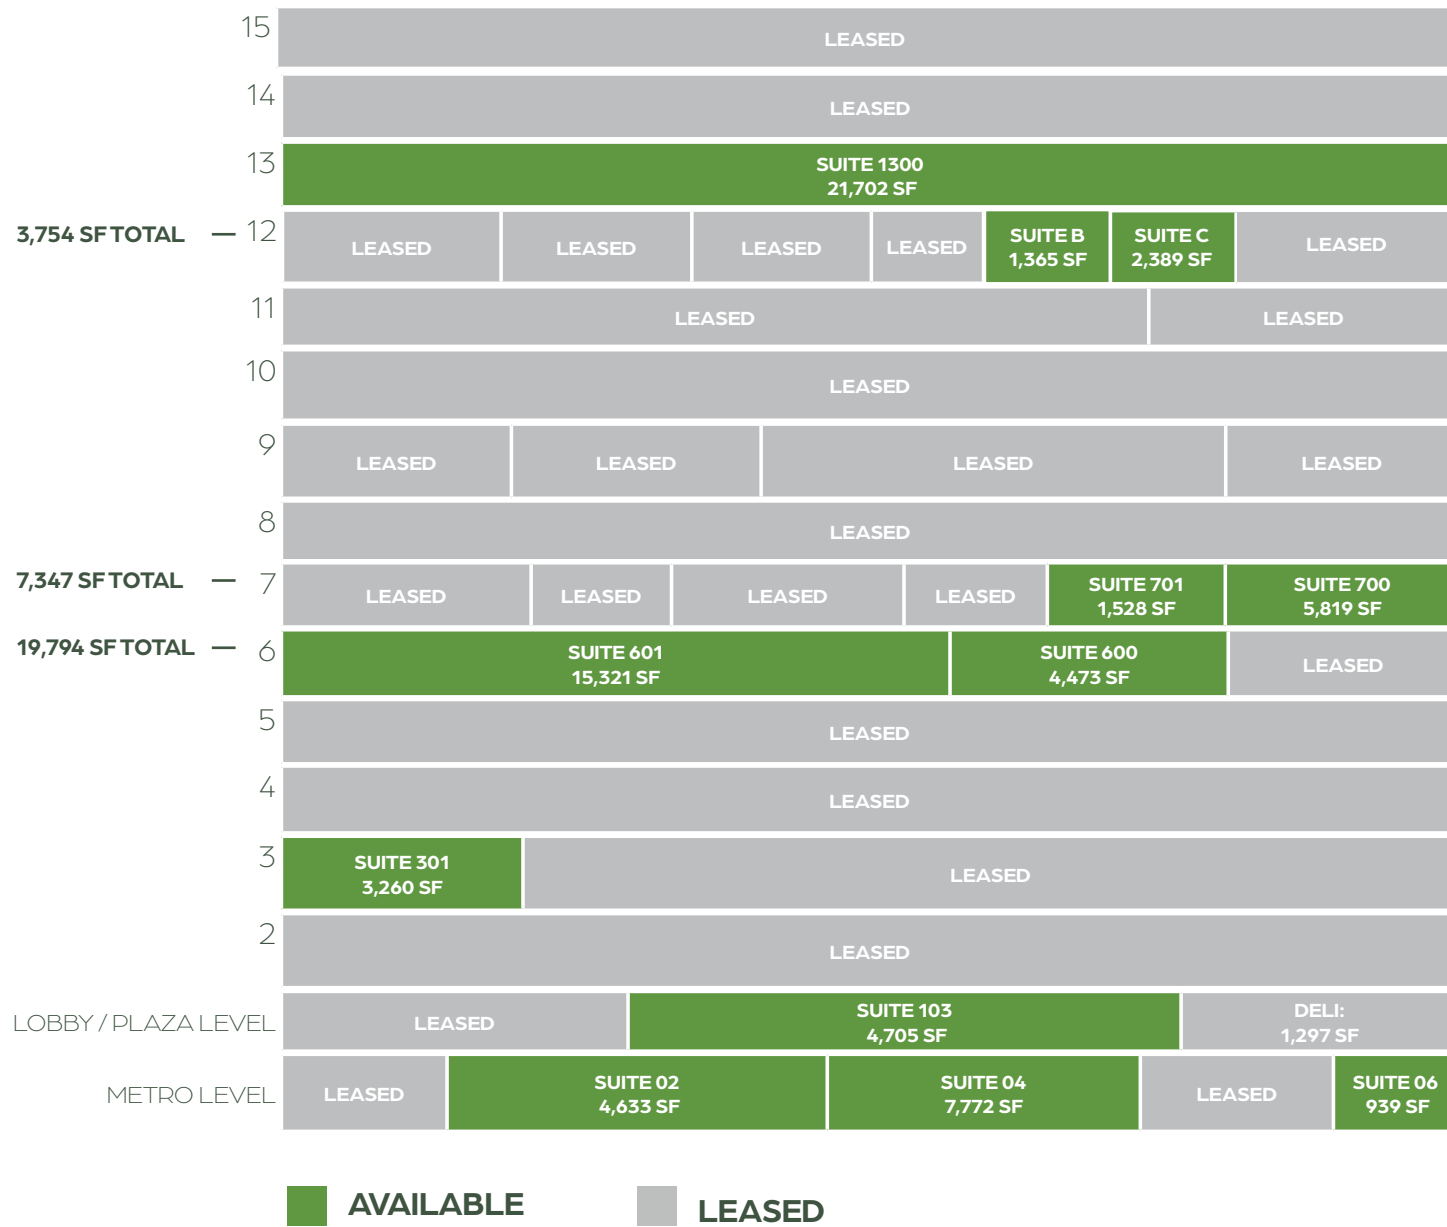 15
LEASED
14
LEASED
13
SUITE 1300
21,702 SF
3,754 SF TOTAL — 12
LEASED
LEASED
LEASED
LEASED
SUITE B
1,365 SF
SUITE C
2,389 SF
LEASED
11
LEASED
LEASED
10
LEASED
9
LEASED
LEASED
LEASED
LEASED
8
LEASED
7,347 SF TOTAL — 7
LEASED
LEASED
LEASED
LEASED
SUITE 701
1,528 SF
SUITE 700
5,819 SF
19,794 SF TOTAL — 6
SUITE 601
15,321 SF
SUITE 600
4,473 SF
LEASED
5
LEASED
4
LEASED
3
SUITE 301
3,260 SF
LEASED
2
LEASED
LOBBY / PLAZA LEVEL
LEASED
SUITE 103
4,705 SF
DELI:
1,297 SF
METRO LEVEL
LEASED
SUITE 02
4,633 SF
SUITE 04
7,772 SF
LEASED
SUITE 06
939 SF
AVAILABLE
LEASED